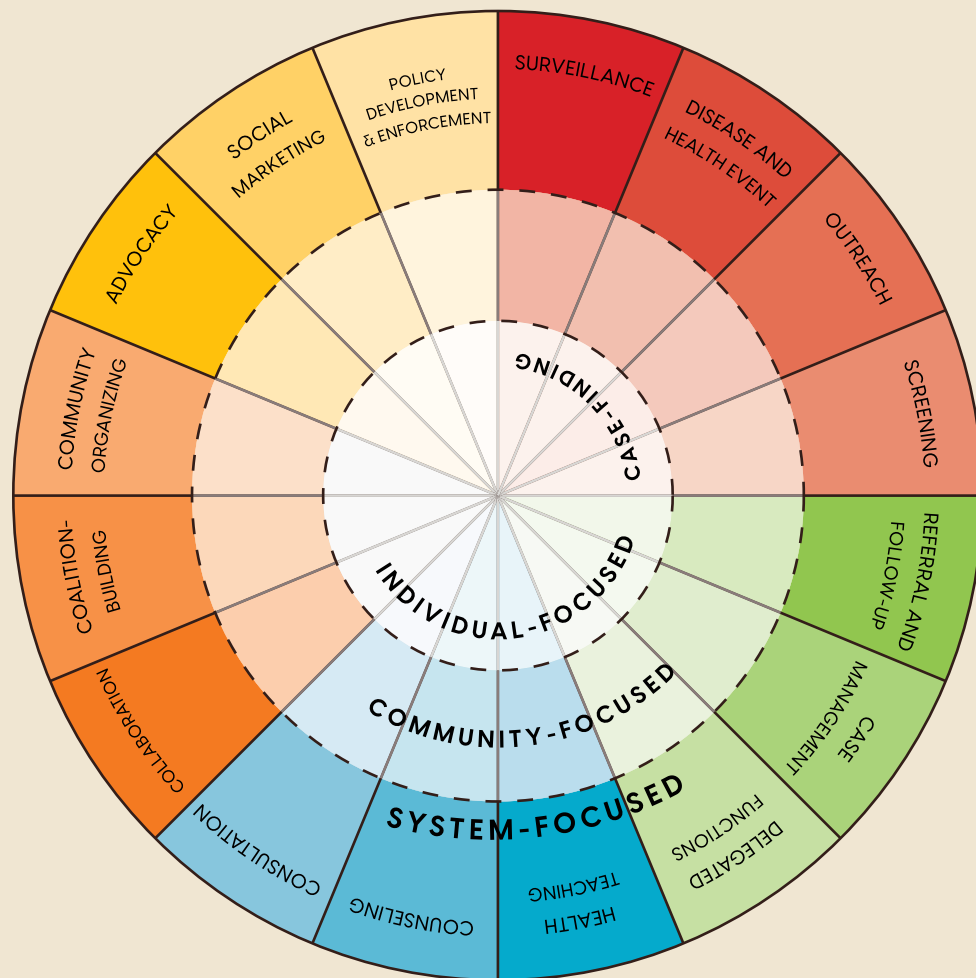 SURVEILLANCE
DISEASE AND
HEALTH EVENT
OUTREACH
SCREENING
REFERRAL AND
FOLLOW-UP
CASE
MANAGEMENT
DELEGATED
FUNCTIONS
HEALTH
TEACHING
COUNSELING
CONSULTATION
COLLABORATION
COALITION-
BUILDING
COMMUNITY
ORGANIZING
ADVOCACY
SOCIAL
MARKETING
POLICY
DEVELOPMENT
& ENFORCEMENT
CASE-FINDING
INDIVIDUAL-FOCUSED
COMMUNITY-FOCUSED
SYSTEM-FOCUSED